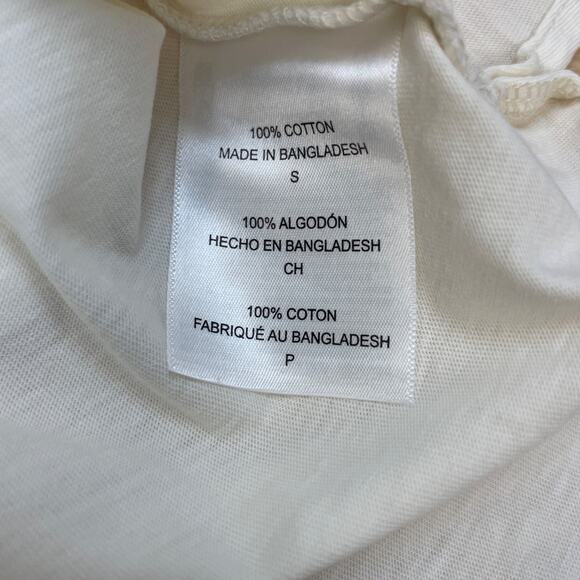 100% COTTON
MADE IN BANGLADESH
S
100% ALGODÓN
HECHO EN BANGLADESH
CH
100% COTON
FABRIQUÉ AU BANGLADESH
P